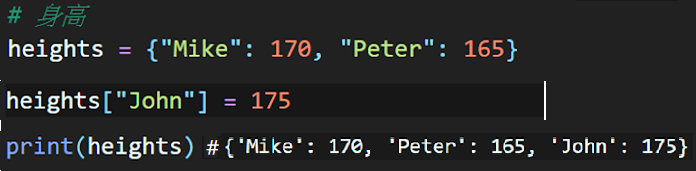 # 身高
heights = {"Mike": 170, "Peter": 165}
heights["John"] = 175
print(heights) #{'Mike': 170, 'Peter': 165, 'John': 175}